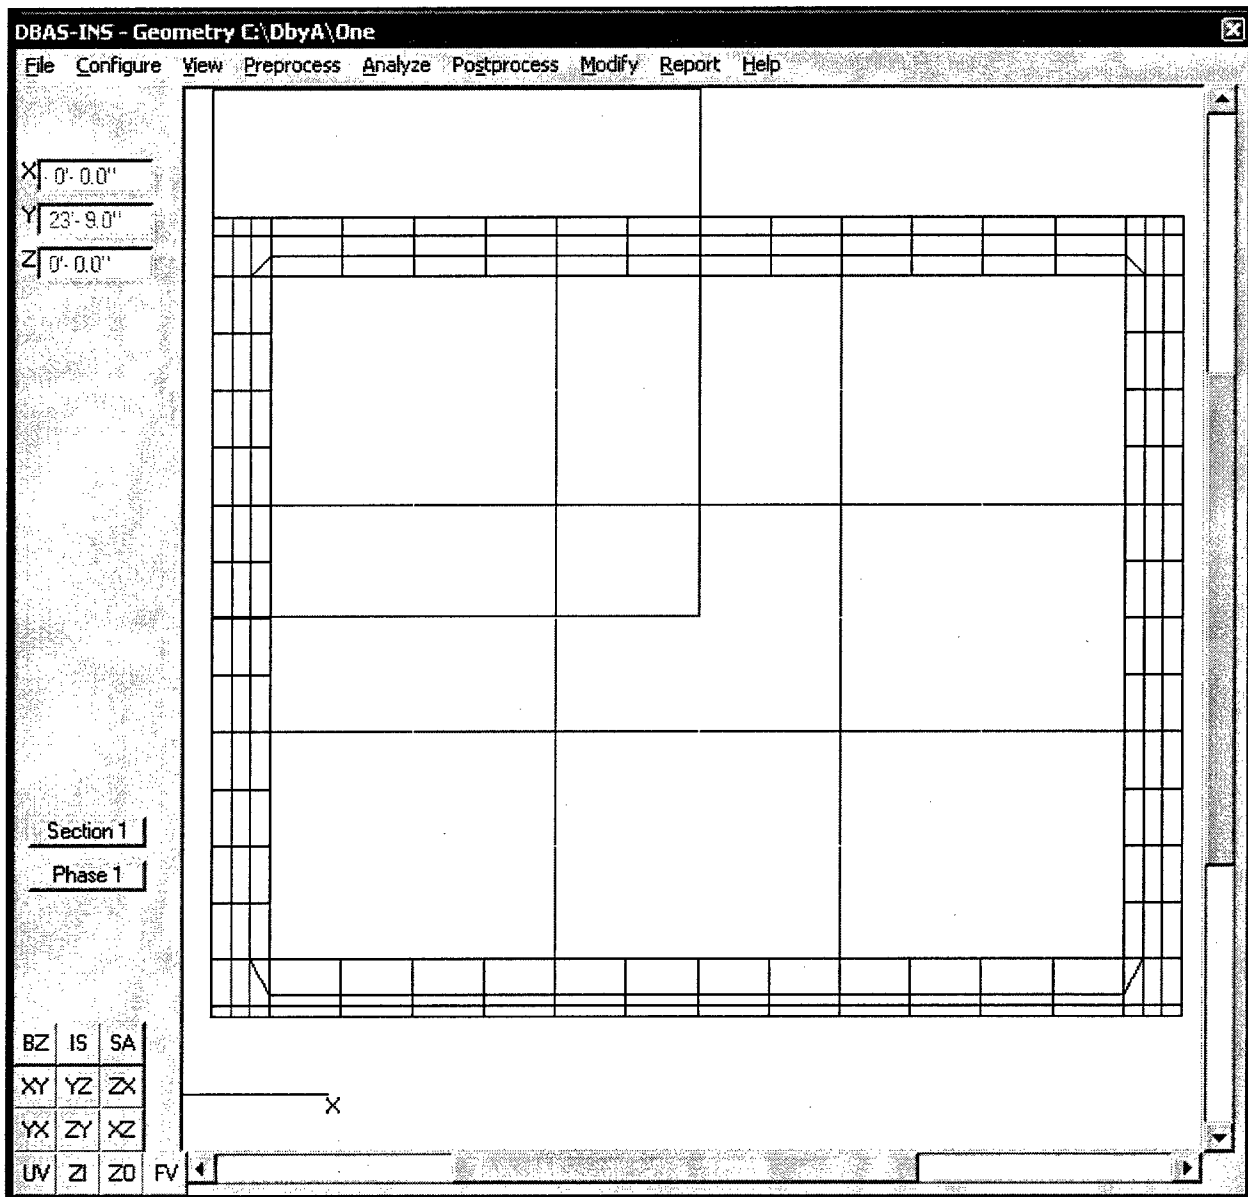 DBAS-INS - Geometry C:\DbyA\One
File Configure View Preprocess Analyze Postprocess Modify Report Help
X 0'- 0.0"
Y 23'- 9.0"
Z 0'- 0.0"
Section 1
Phase 1
BZ IS SA
XY YZ ZX
X
YX ZY XZ
UV ZI ZO FV